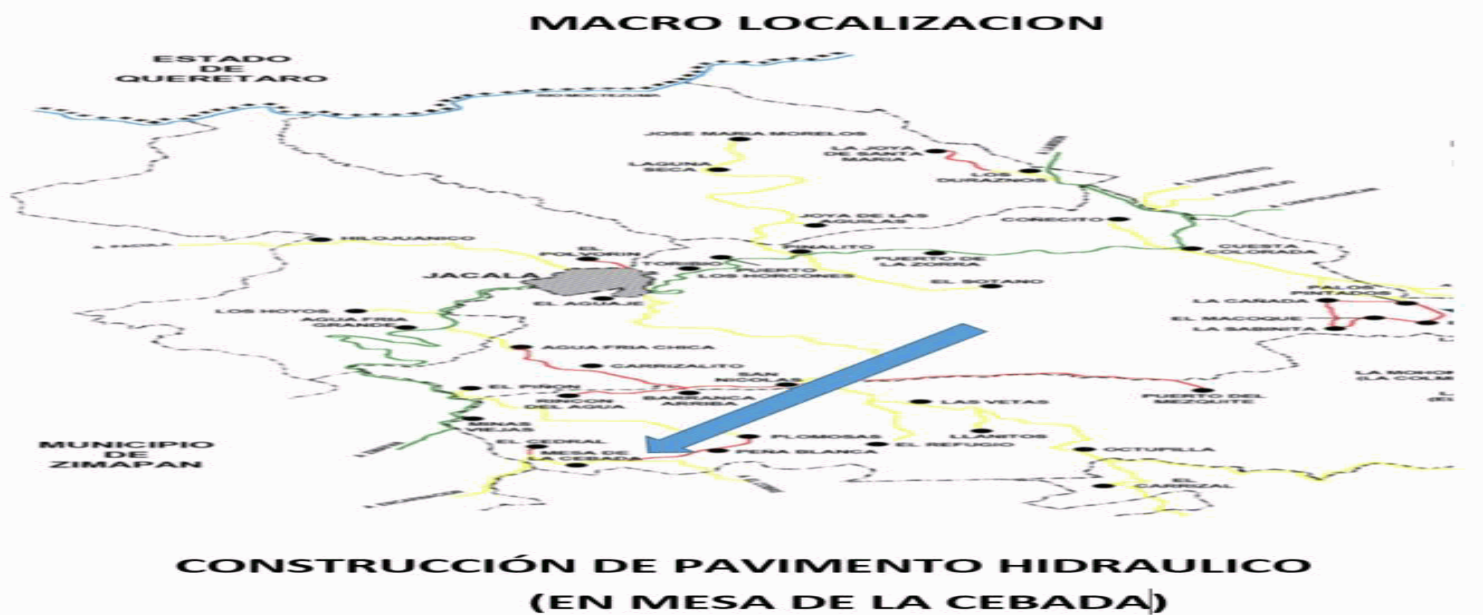 MACRO LOCALIZACION
ESTADO
DE
QUERETARO
RIO MOCTEZUMA
JOSE MARIA MORELOS
LAGUNA
SECA
LA JOYA
DE SANTA
MARIA
LOS
DURAZNOS
JOYA DE LAS
AGUILAS
COÑECITO
HILOJUANICO
EL
POLVORIN
PINALITO
CUESTA
COLORADA
TORIBIO
PUERTO
LOS HORCONES
PUERTO DE
LA ZORRA
JACALA
EL SOTANO
EL AGUAJE
PALOS
PINTADOS
LA CAÑADA
LOS HOYOS
AGUA FRIA
GRANDE
EL MACOQUE
LA SABINITA
AGUA FRIA CHICA
CARRIZALITO
SAN
NICOLAS
EL PIÑON
RINCON
DEL AGUA
BARRANCA
ARRIBA
LAS VETAS
PUERTO DEL
MEZQUITE
MINAS
VIEJAS
EL CEDRAL
MESA DE
LA CEBADA
PLOMOSAS
PEÑA BLANCA
EL REFUGIO
LLANITOS
OCTUPILLA
MUNICIPIO
DE
ZIMAPAN
EL
CARRIZAL
CONSTRUCCIÓN DE PAVIMENTO HIDRAULICO
(EN MESA DE LA CEBADA)